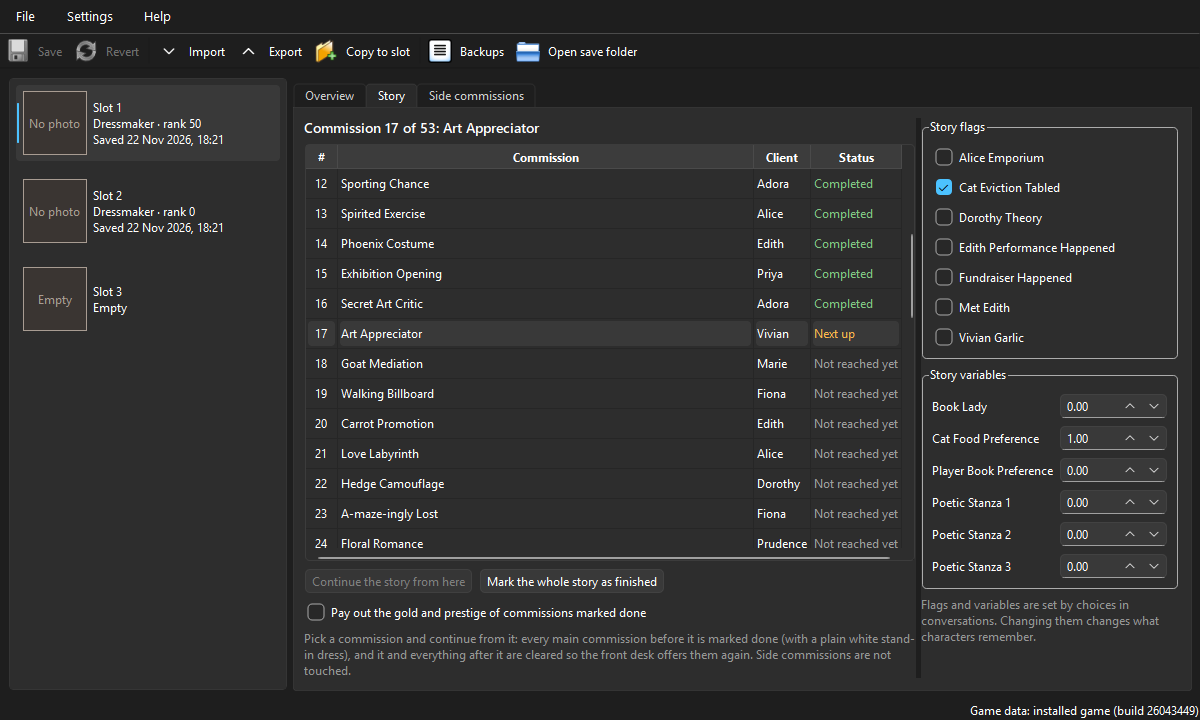 File Settings Help
Save Revert Import Export Copy to slot Backups Open save folder
No photo
Slot 1
Dressmaker · rank 50
Saved 22 Nov 2026, 18:21
No photo
Slot 2
Dressmaker · rank 0
Saved 22 Nov 2026, 18:21
Empty
Slot 3
Empty
Overview Story Side commissions
Commission 17 of 53: Art Appreciator
# Commission Client Status
12 Sporting Chance Adora Completed
13 Spirited Exercise Alice Completed
14 Phoenix Costume Edith Completed
15 Exhibition Opening Priya Completed
16 Secret Art Critic Adora Completed
17 Art Appreciator Vivian Next up
18 Goat Mediation Marie Not reached yet
19 Walking Billboard Fiona Not reached yet
20 Carrot Promotion Edith Not reached yet
21 Love Labyrinth Alice Not reached yet
22 Hedge Camouflage Dorothy Not reached yet
23 A-maze-ingly Lost Fiona Not reached yet
24 Floral Romance Prudence Not reached yet
Continue the story from here Mark the whole story as finished
Pay out the gold and prestige of commissions marked done
Pick a commission and continue from it: every main commission before it is marked done (with a plain white stand-
in dress), and it and everything after it are cleared so the front desk offers them again. Side commissions are not
touched.
Story flags
Alice Emporium
Cat Eviction Tabled
Dorothy Theory
Edith Performance Happened
Fundraiser Happened
Met Edith
Vivian Garlic
Story variables
Book Lady 0.00
Cat Food Preference 1.00
Player Book Preference 0.00
Poetic Stanza 1 0.00
Poetic Stanza 2 0.00
Poetic Stanza 3 0.00
Flags and variables are set by choices in
conversations. Changing them changes what
characters remember.
Game data: installed game (build 26043449)